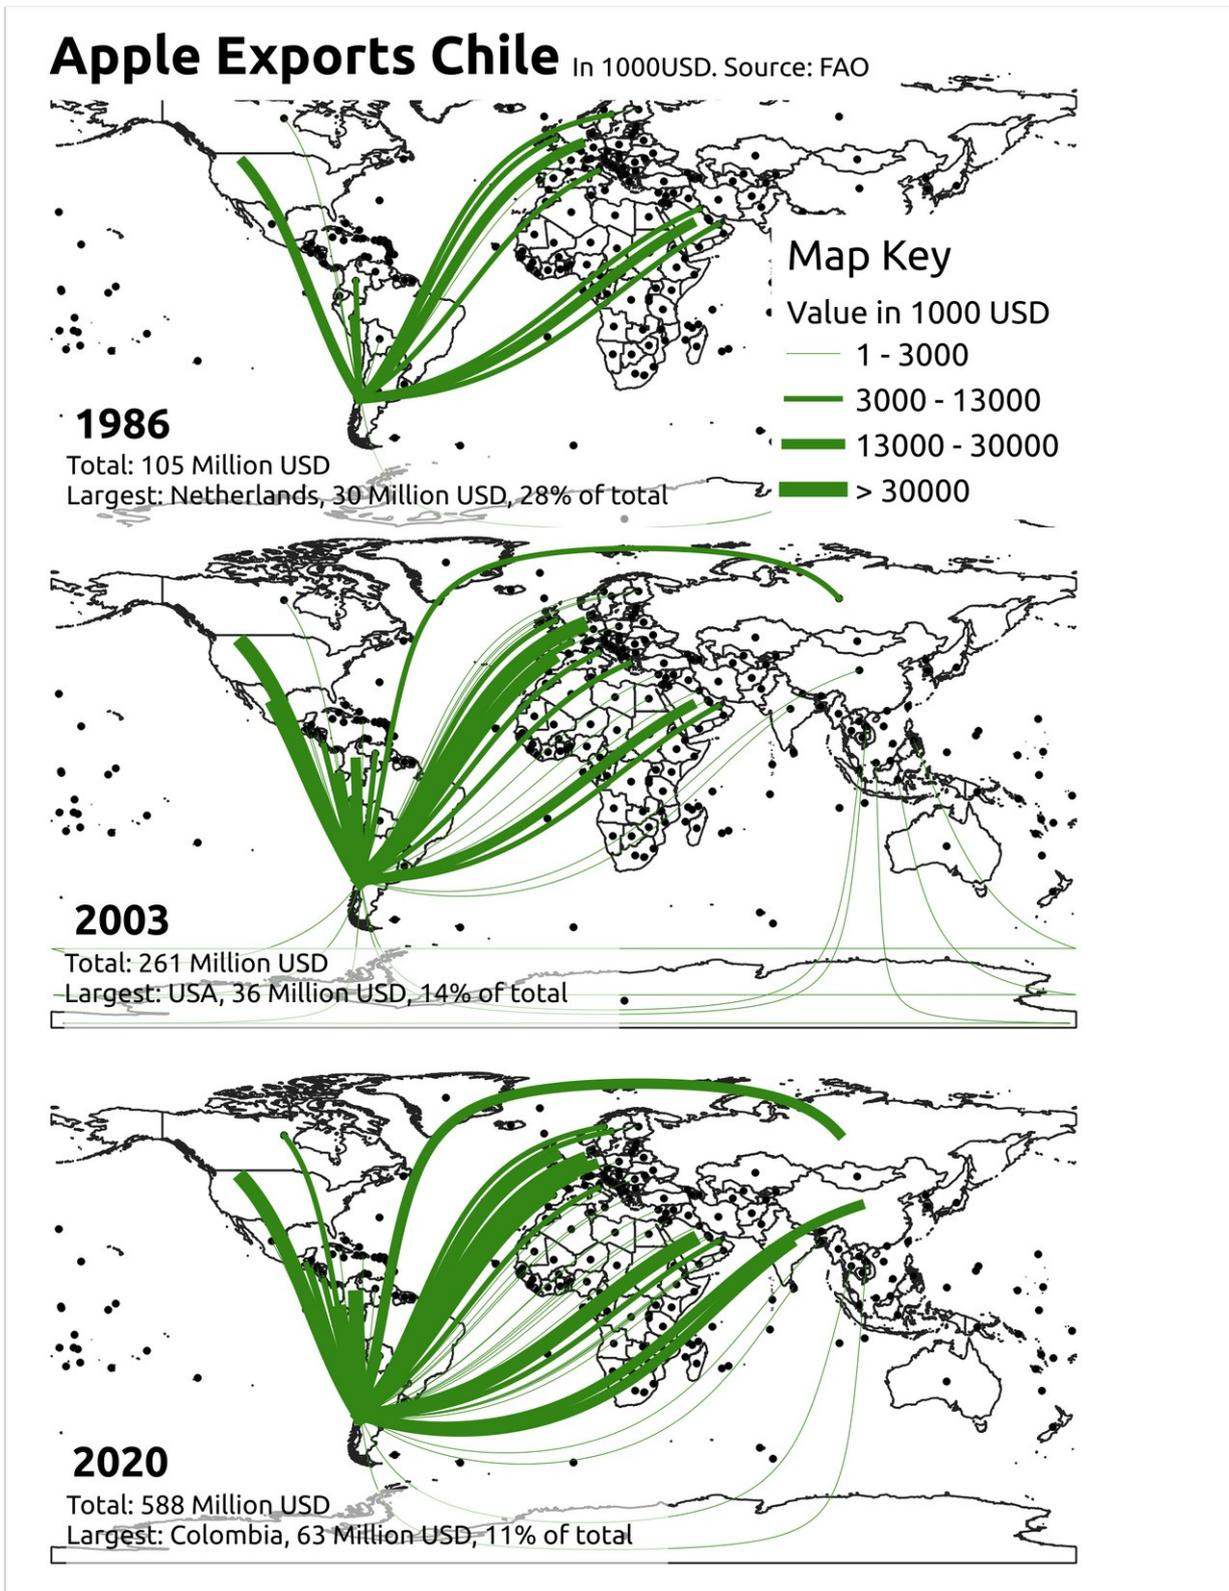 Apple Exports Chile In 1000USD. Source: FAO
Map Key
Value in 1000 USD
1 - 3000
3000 - 13000
13000 - 30000
> 30000
1986
Total: 105 Million USD
Largest: Netherlands, 30 Million USD, 28% of total
2003
Total: 261 Million USD
Largest: USA, 36 Million USD, 14% of total
2020
Total: 588 Million USD
Largest: Colombia, 63 Million USD, 11% of total